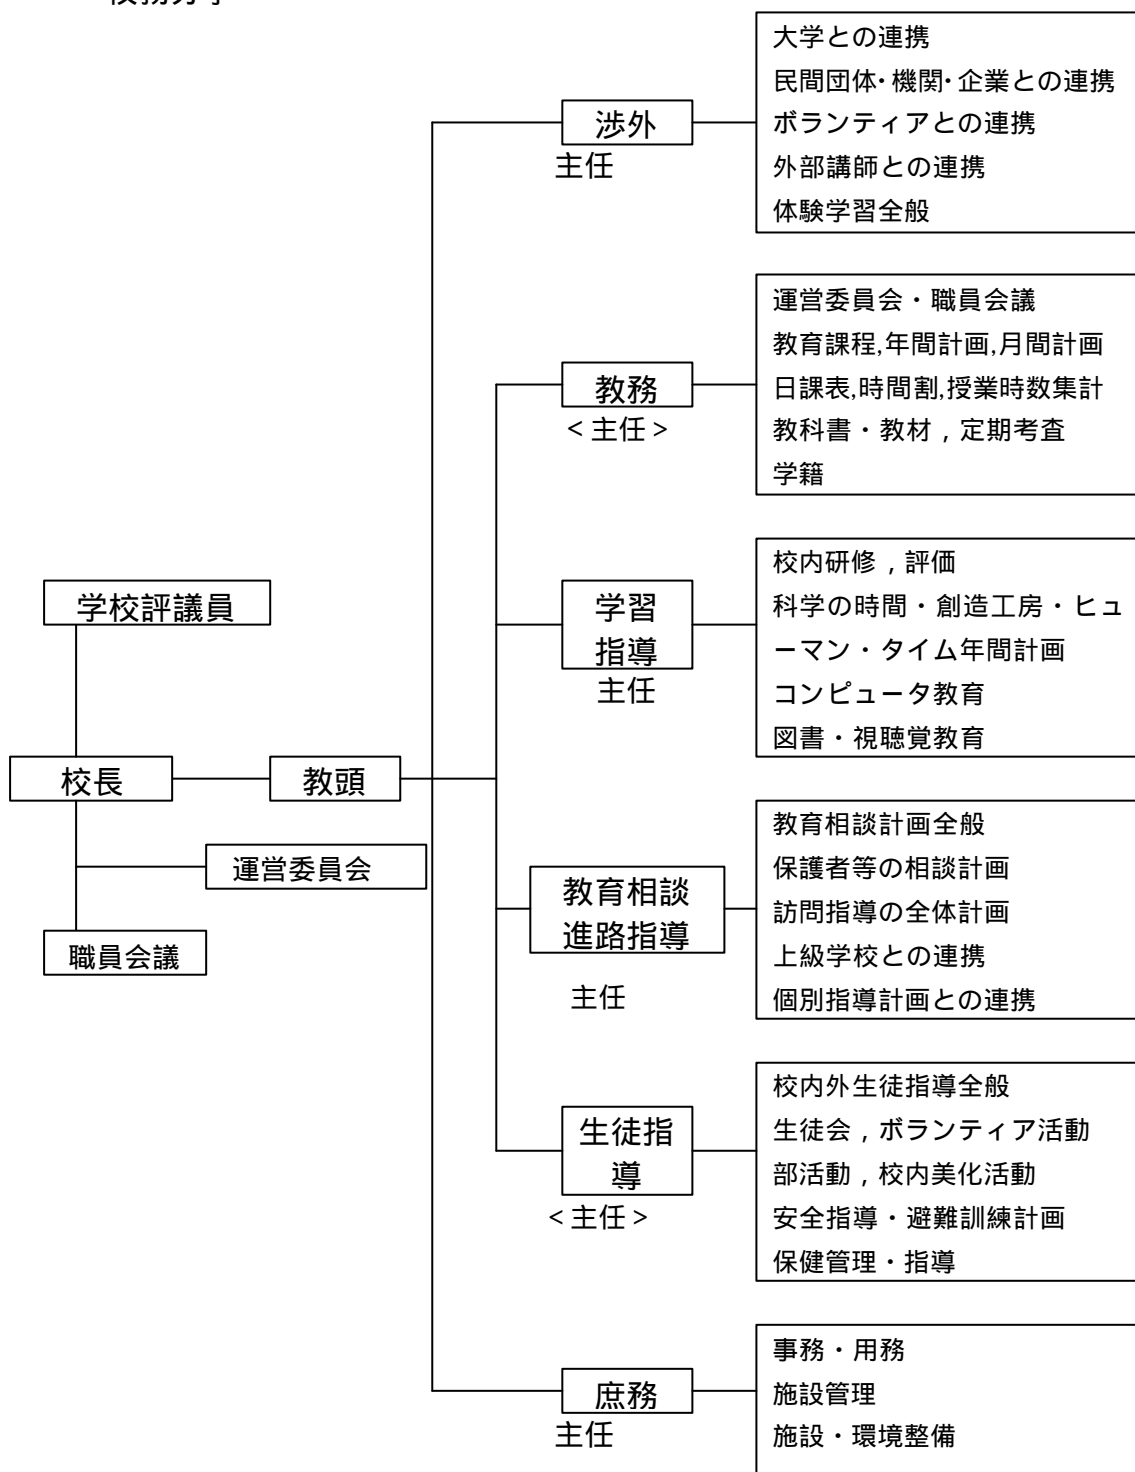 校務分掌
渉外
主任
大学との連携
民間団体・機関・企業との連携
ボランティアとの連携
外部講師との連携
体験学習全般
教務
<主任>
運営委員会・職員会議
教育課程,年間計画,月間計画
日課表,時間割,授業時数集計
教科書・教材，定期考査
学籍
学校評議員
校長
教頭
運営委員会
職員会議
学習
指導
主任
校内研修，評価
科学の時間・創造工房・ヒュ
ーマン・タイム年間計画
コンピュータ教育
図書・視聴覚教育
教育相談
進路指導
主任
教育相談計画全般
保護者等の相談計画
訪問指導の全体計画
上級学校との連携
個別指導計画との連携
生徒指
導
<主任>
校内外生徒指導全般
生徒会，ボランティア活動
部活動，校内美化活動
安全指導・避難訓練計画
保健管理・指導
庶務
主任
事務・用務
施設管理
施設・環境整備